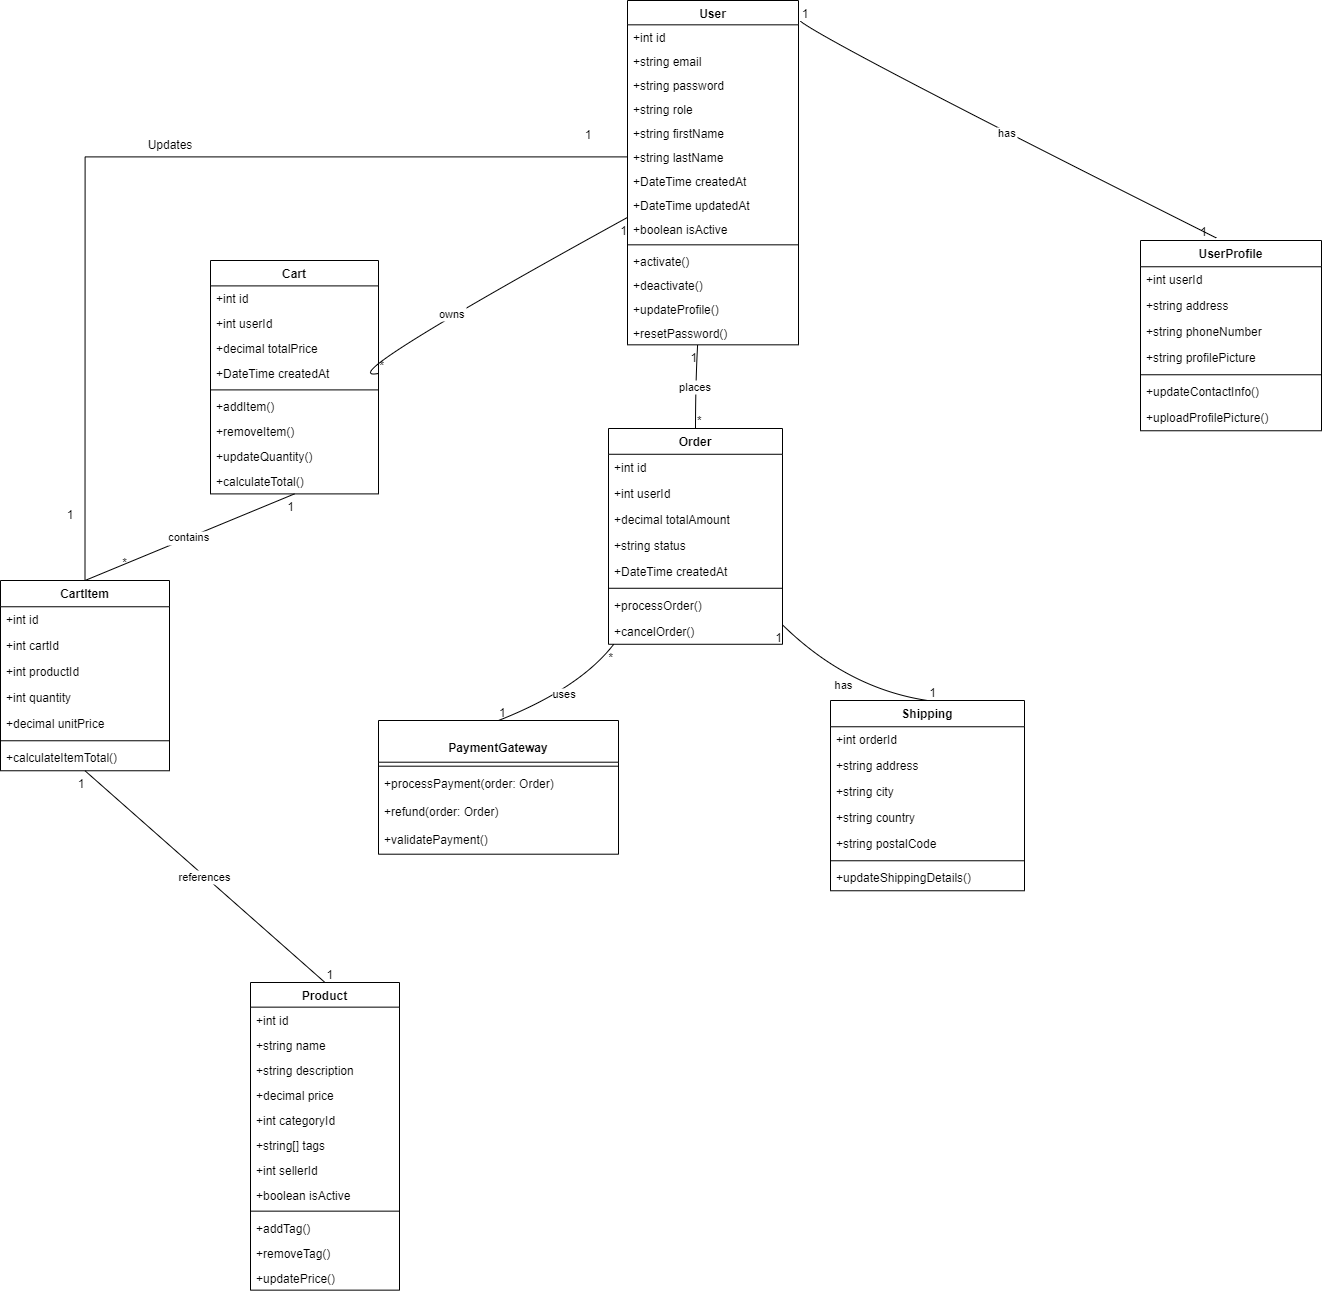 User
+int id
+string email
+string password
+string role
+string firstName
+string lastName
+DateTime createdAt
+DateTime updatedAt
+boolean isActive
+activate()
+deactivate()
+updateProfile()
+resetPassword()
1
has
1
UserProfile
+int userId
+string address
+string phoneNumber
+string profilePicture
+updateContactInfo()
+uploadProfilePicture()
1
Updates
1
1
owns
*
Cart
+int id
+int userId
+decimal totalPrice
+DateTime createdAt
+addItem()
+removeItem()
+updateQuantity()
+calculateTotal()
1
contains
*
1
places
*
Order
+int id
+int userId
+decimal totalAmount
+string status
+DateTime createdAt
+processOrder()
+cancelOrder()
1
has
1
*
uses
1
CartItem
+int id
+int cartId
+int productId
+int quantity
+decimal unitPrice
+calculateItemTotal()
1
references
1
PaymentGateway
+processPayment(order: Order)
+refund(order: Order)
+validatePayment()
Shipping
+int orderId
+string address
+string city
+string country
+string postalCode
+updateShippingDetails()
Product
+int id
+string name
+string description
+decimal price
+int categoryId
+string[] tags
+int sellerId
+boolean isActive
+addTag()
+removeTag()
+updatePrice()